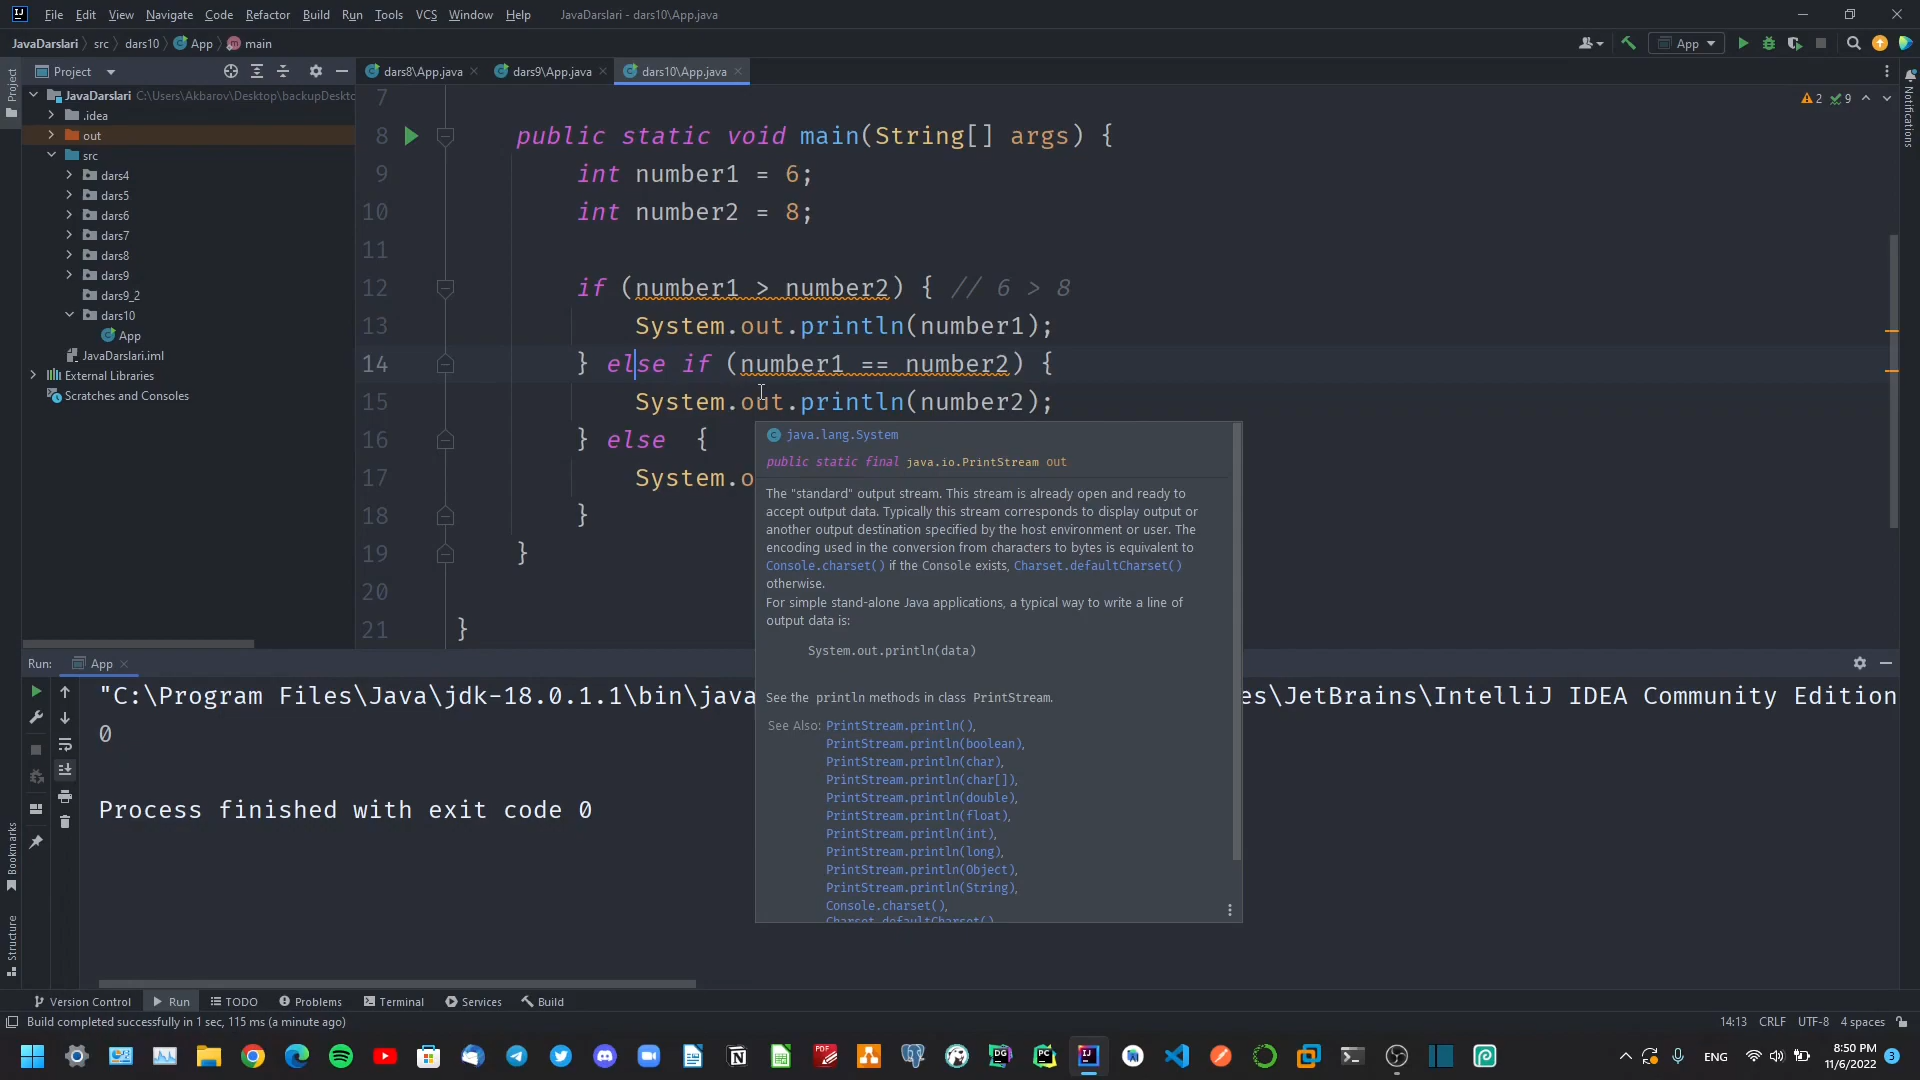 File Edit View Navigate Code Refactor Build Run Tools VCS Window Help JavaDarslari - dars10\App.java
JavaDarslari src dars10 App main App
Project dars8\App.java dars9\App.java dars10\App.java
JavaDarslari C:\Users\Akbarov\Desktop\backupDeskto
.idea
out
src
dars4
dars5
dars6
dars7
dars8
dars9
dars9_2
dars10
App
JavaDarslari.iml
External Libraries
Scratches and Consoles
Project
Notifications
2 9
7
8 public static void main(String[] args) {
9 int number1 = 6;
10 int number2 = 8;
11
12 if (number1 > number2) { // 6 > 8
13 System.out.println(number1);
14 } else if (number1 == number2) {
15 System.out.println(number2);
16 } else {
17 System.o
18 }
19 }
20
21 }
java.lang.System
public static final java.io.PrintStream out
The "standard" output stream. This stream is already open and ready to
accept output data. Typically this stream corresponds to display output or
another output destination specified by the host environment or user. The
encoding used in the conversion from characters to bytes is equivalent to
Console.charset() if the Console exists, Charset.defaultCharset()
otherwise.
For simple stand-alone Java applications, a typical way to write a line of
output data is:
System.out.println(data)
See the println methods in class PrintStream.
See Also: PrintStream.println(),
PrintStream.println(boolean),
PrintStream.println(char),
PrintStream.println(char[]),
PrintStream.println(double),
PrintStream.println(float),
PrintStream.println(int),
PrintStream.println(long),
PrintStream.println(Object),
PrintStream.println(String),
Console.charset(),
Charset.defaultCharset()
Run: App
"C:\Program Files\Java\jdk-18.0.1.1\bin\java es\JetBrains\IntelliJ IDEA Community Edition
0
Process finished with exit code 0
Bookmarks
Structure
Version Control Run TODO Problems Terminal Services Build
Build completed successfully in 1 sec, 115 ms (a minute ago) 14:13 CRLF UTF-8 4 spaces
ENG 8:50 PM
11/6/2022 3